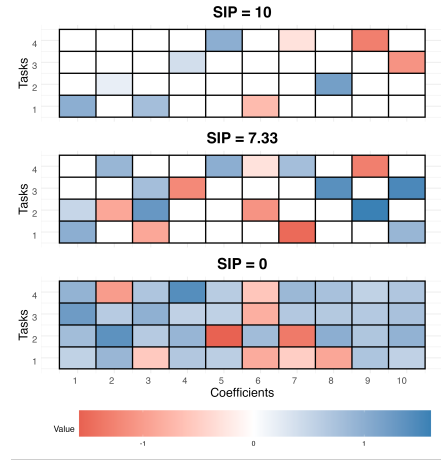 SIP = 10
Tasks
4
3
2
1
SIP = 7.33
Tasks
4
3
2
1
SIP = 0
Tasks
4
3
2
1
1 2 3 4 5 6 7 8 9 10
Coefficients
Value
-1 0 1